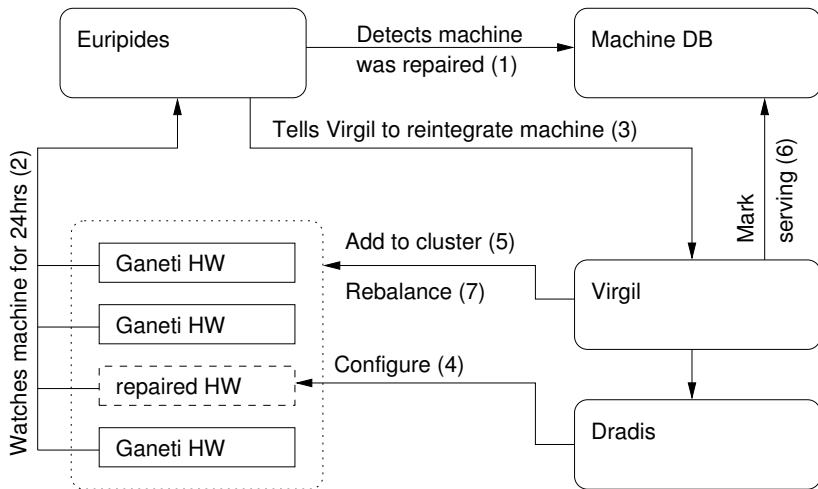 Euripides
Detects machine
was repaired (1)
Machine DB
Tells Virgil to reintegrate machine (3)
Watches machine for 24hrs (2)
Mark
serving (6)
Ganeti HW
Add to cluster (5)
Rebalance (7)
Virgil
Ganeti HW
repaired HW
Configure (4)
Ganeti HW
Dradis